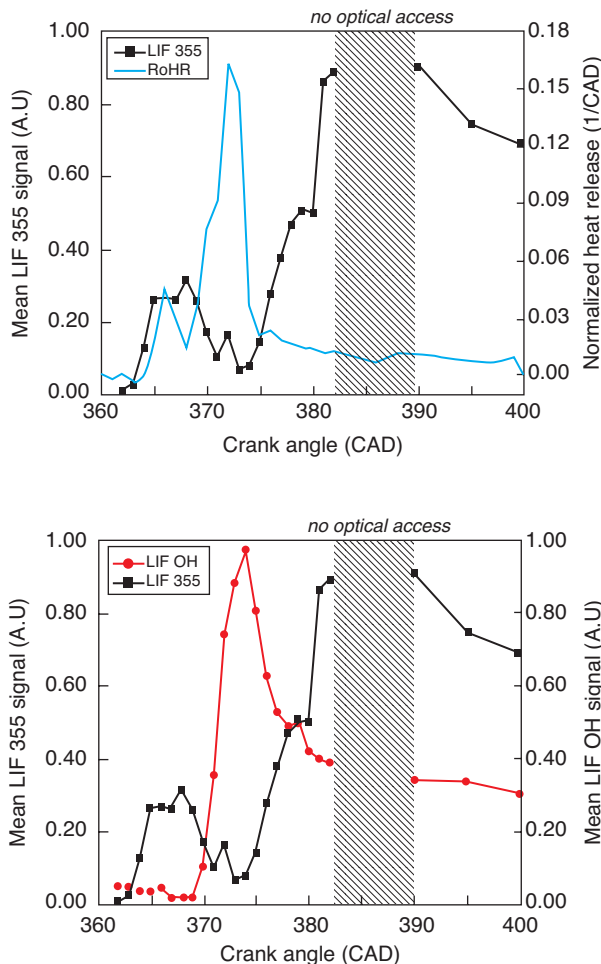 no optical access
1.00
0.80
0.60
0.40
0.20
0.00
Mean LIF 355 signal (A.U)
LIF 355
RoHR
0.18
0.15
0.12
0.09
0.06
0.03
0.00
Normalized heat release (1/CAD)
360
370
380
390
400
Crank angle (CAD)
no optical access
1.00
0.80
0.60
0.40
0.20
0.00
Mean LIF 355 signal (A.U)
LIF OH
LIF 355
1.00
0.80
0.60
0.40
0.20
0.00
Mean LIF OH signal (A.U)
360
370
380
390
400
Crank angle (CAD)